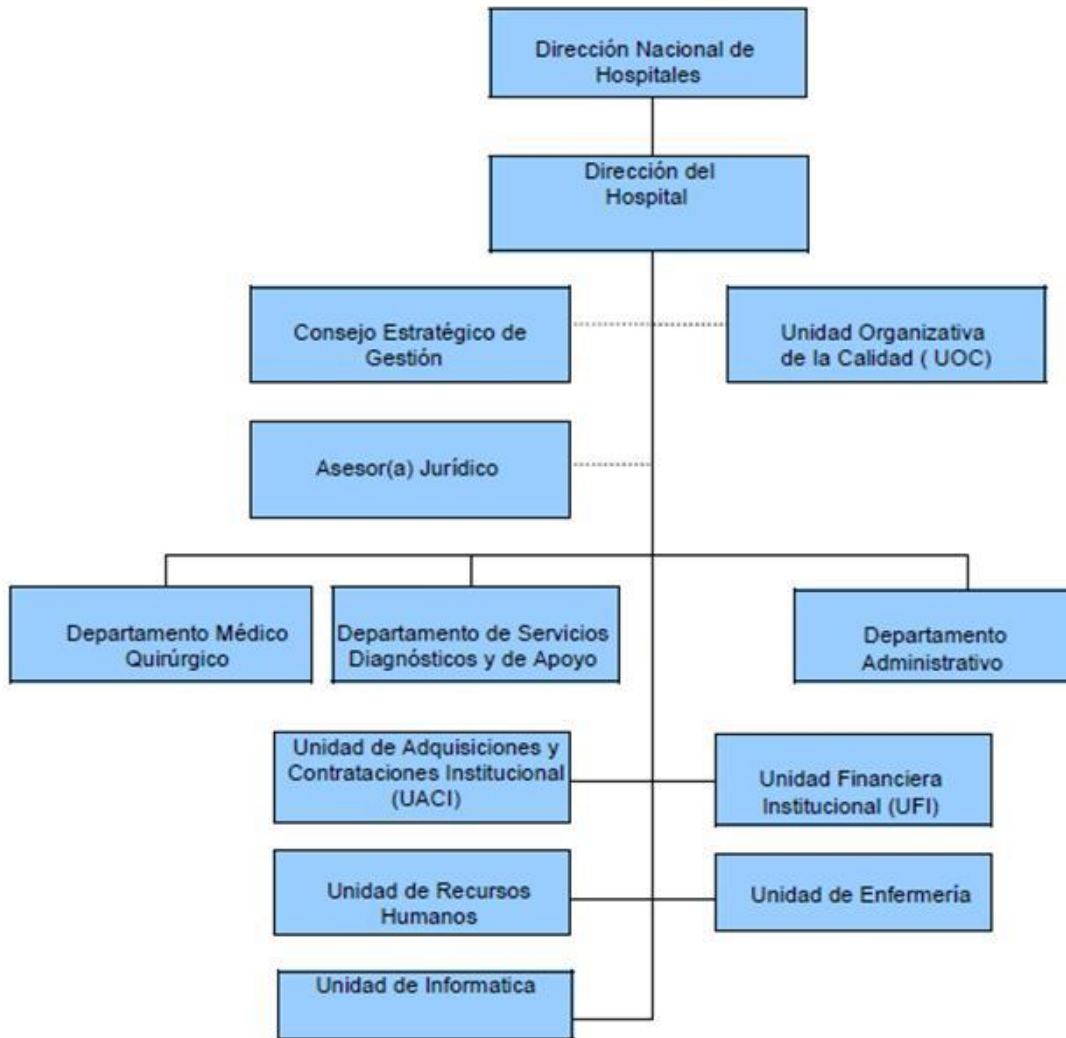 Dirección Nacional de
Hospitales
Dirección del
Hospital
Consejo Estratégico de
Gestión
Unidad Organizativa
de la Calidad ( UOC)
Asesor(a) Jurídico
Departamento Médico
Quirúrgico
Departamento de Servicios
Diagnósticos y de Apoyo
Departamento
Administrativo
Unidad de Adquisiciones y
Contrataciones Institucional
(UACI)
Unidad Financiera
Institucional (UFI)
Unidad de Recursos
Humanos
Unidad de Enfermería
Unidad de Informatica